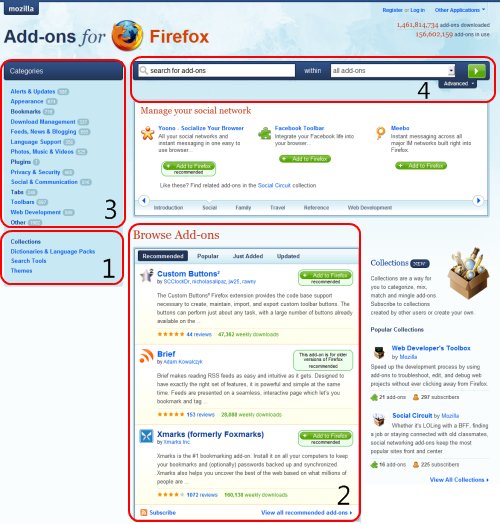 mozilla
Register or Log in
Other Applications
1,461,814,734 add-ons downloaded
156,602,159 add-ons in use
Add-ons for Firefox
Categories
Alerts & Updates
Appearance
Bookmarks
Download Management
Feeds, News & Blogging
Language Support
Photos, Music & Videos
Plugins
Privacy & Security
Social & Communication
Tabs
Toolbars
Web Development
Other
3
Collections
Dictionaries & Language Packs
Search Tools
Themes
1
search for add-ons
within
all add-ons
Advanced
4
Manage your social network
Yoono - Socialize Your Browser
All your social networks and
instant messaging in one easy to
use browser.
Add to Firefox
recommended
Facebook Toolbar
Integrate your Facebook life into
your browser.
Add to Firefox
Meebo
Instant messaging across all
major IM networks built right into
Firefox.
Add to Firefox
Like these? Find related add-ons in the Social Circuit collection.
Introduction
Social
Family
Travel
Reference
Web Development
Browse Add-ons
Recommended
Popular
Just Added
Updated
Custom Buttons²
by SCClockDr, nicholasalipaz, jw25, rawny
Add to Firefox
recommended
The Custom Buttons² Firefox extension provides the code base support
necessary to create, maintain, import, and export custom toolbar buttons. The
buttons can perform just about any task, with a large number of buttons already
available on the ...
44 reviews
47,362 weekly downloads
Brief
by Adam Kowalczyk
This add-on is for older
versions of Firefox
recommended
Brief makes reading RSS feeds as easy and intuitive as it gets. Designed to
have exactly the right set of features, it is powerful and simple at the same
time. Feeds are presented on a seamless, interactive page which let's you
bookmark and tag ...
153 reviews
28,888 weekly downloads
Xmarks (formerly Foxmarks)
by Xmarks Inc
Add to Firefox
recommended
Xmarks is the #1 bookmarking add-on. Install it on all your computers to keep
your bookmarks and (optionally) passwords backed up and synchronized.
Xmarks also helps you uncover the best of the web based on what millions of
people are ...
1072 reviews
160,138 weekly downloads
2
Subscribe
View all recommended add-ons
Collections NEW!
Collections are a way
for you to categorize, mix,
match and mingle add-ons.
Subscribe to collections
created by other users or create your own.
Popular Collections
Web Developer's Toolbox
by Mozilla
Speed up the development process by using
add-ons to troubleshoot, edit, and debug web
projects without ever clicking away from Firefox.
21 add-ons
297 subscribers
Social Circuit by Mozilla
Whether it's LOLing with a BFF, finding
a job or staying connected with old classmates,
social networking add-ons keep the most
popular sites front and center.
16 add-ons
225 subscribers
View All Collections